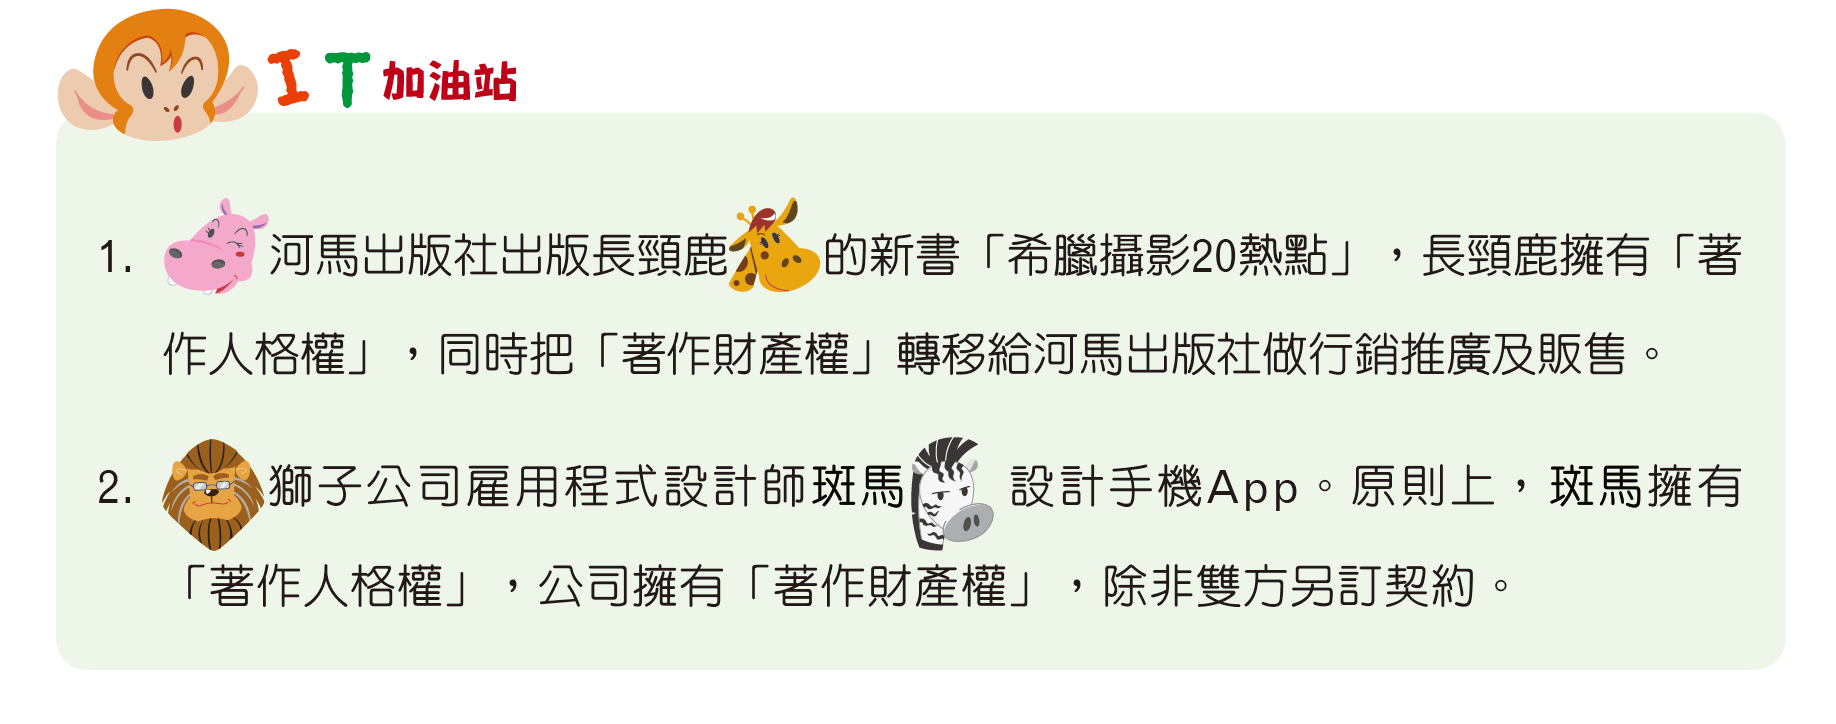 IT加油站
1. 河馬出版社出版長頸鹿的新書「希臘攝影20熱點」，長頸鹿擁有「著
作人格權」，同時把「著作財產權」轉移給河馬出版社做行銷推廣及販售。
2. 獅子公司雇用程式設計師斑馬設計手機App。原則上，斑馬擁有
「著作人格權」，公司擁有「著作財產權」，除非雙方另訂契約。